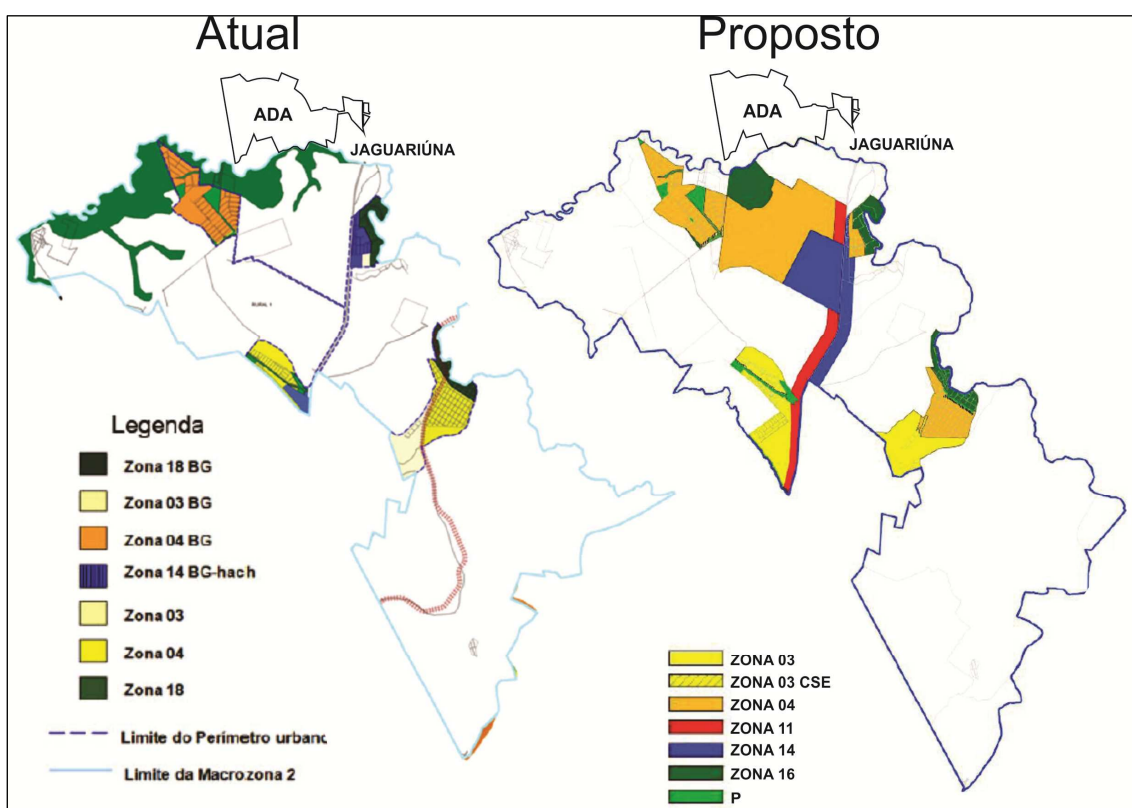 Atual
ADA
JAGUARIÚNA
RURAL 1
Legenda
Zona 18 BG
Zona 03 BG
Zona 04 BG
Zona 14 BG-hach
Zona 03
Zona 04
Zona 18
Limite do Perímetro urbano
Limite da Macrozona 2
Proposto
ADA
JAGUARIÚNA
ZONA 03
ZONA 03 CSE
ZONA 04
ZONA 11
ZONA 14
ZONA 16
P